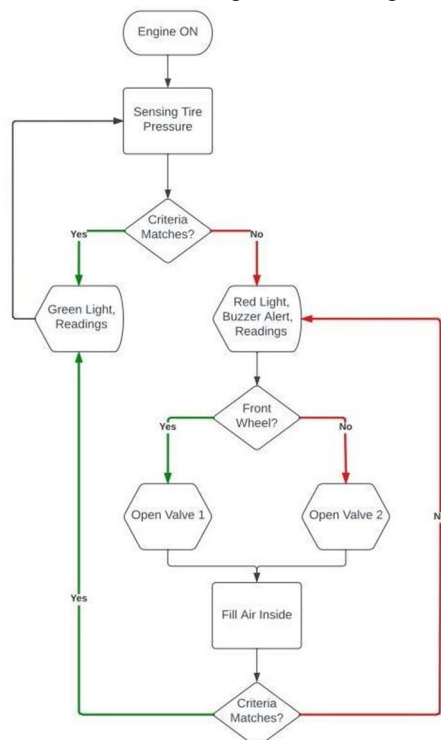 Engine ON
Sensing Tire
Pressure
Criteria
Matches?
Yes
No
Green Light,
Readings
Red Light,
Buzzer Alert,
Readings
Front
Wheel?
Yes
No
Open Valve 1
Open Valve 2
Fill Air Inside
Yes
Criteria
Matches?